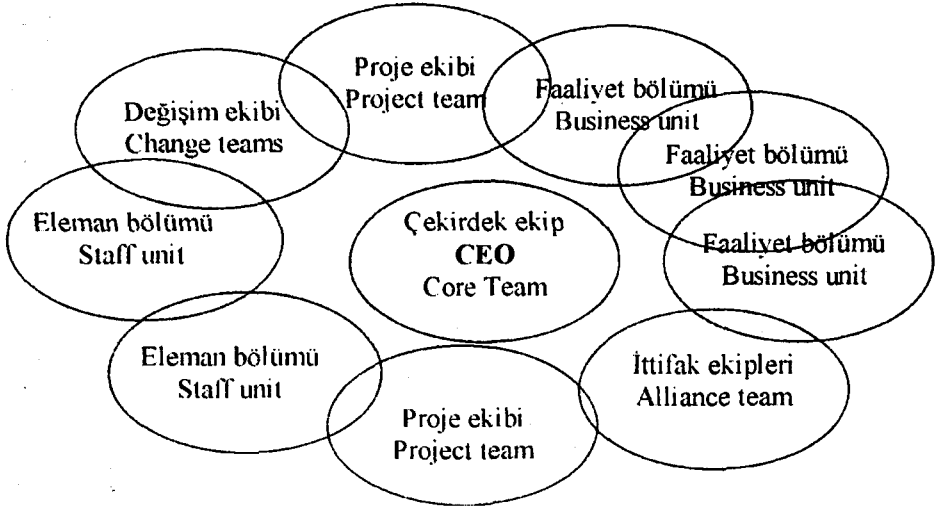 Proje ekibi
Project team
Faaliyet bölümü
Business unit
Değişim ekibi
Change teams
Faaliyet bölümü
Business unit
Eleman bölümü
Staff unit
Çekirdek ekip
CEO
Core Team
Faaliyet bölümü
Business unit
Eleman bölümü
Staff unit
İttifak ekipleri
Alliance team
Proje ekibi
Project team